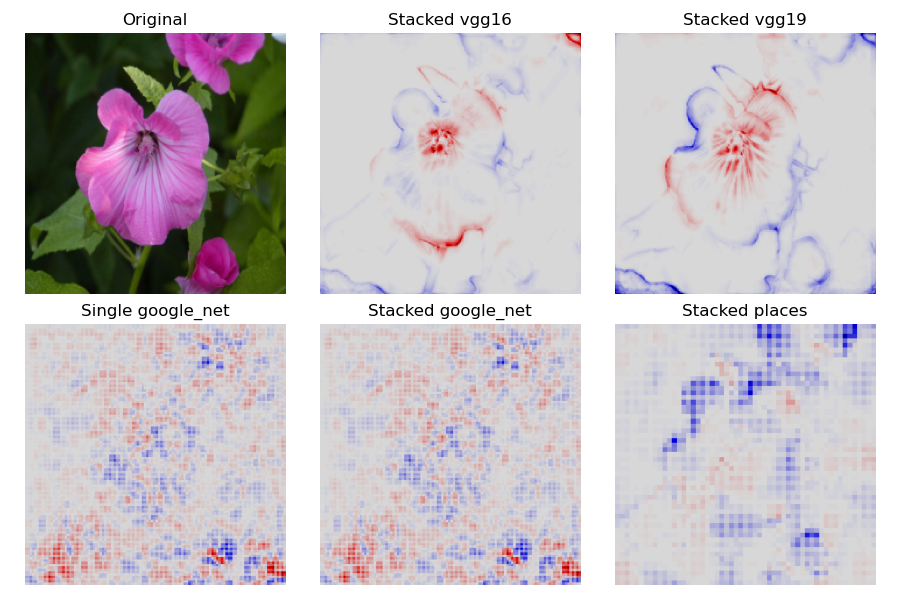 Original
Stacked vgg16
Stacked vgg19
Single google_net
Stacked google_net
Stacked places